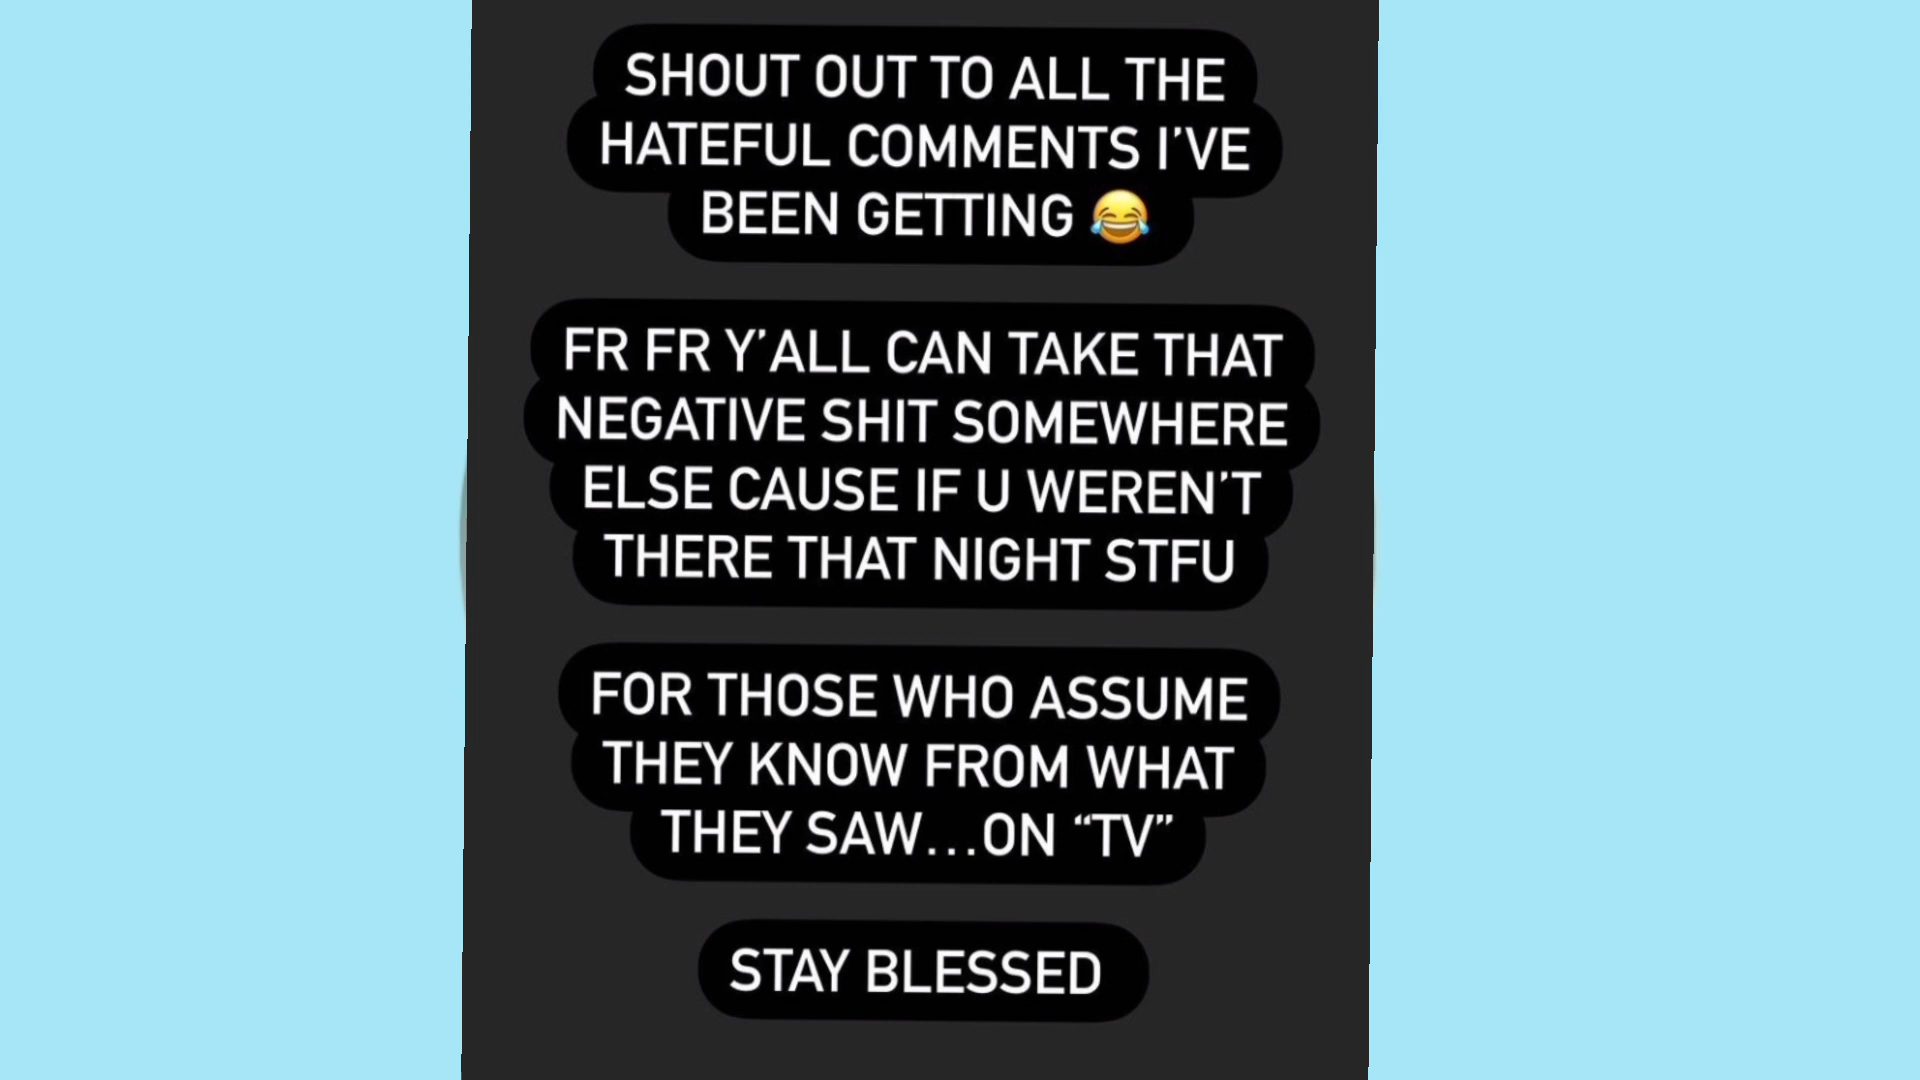 SHOUT OUT TO ALL THE
HATEFUL COMMENTS I'VE
BEEN GETTING 😂
FR FR Y'ALL CAN TAKE THAT
NEGATIVE SHIT SOMEWHERE
ELSE CAUSE IF U WEREN'T
THERE THAT NIGHT STFU
FOR THOSE WHO ASSUME
THEY KNOW FROM WHAT
THEY SAW...ON “TV”
STAY BLESSED